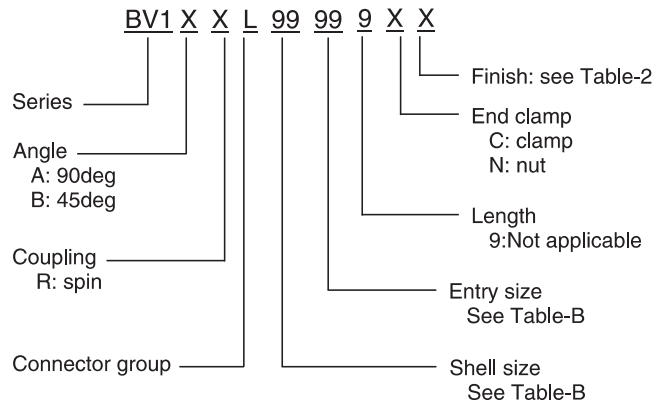 BV1 X X L 99 99 9 X X
Finish: see Table-2
Series
End clamp
C: clamp
N: nut
Angle
A: 90deg
B: 45deg
Length
9:Not applicable
Coupling
R: spin
Entry size
See Table-B
Connector group
Shell size
See Table-B